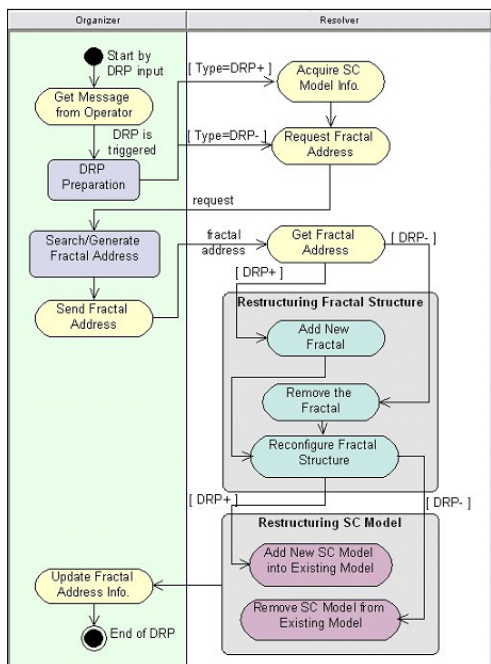 Organizer
Resolver
Start by
DRP input
[ Type=DRP+ ]
Acquire SC
Model Info.
Get Message
from Operator
DRP is
triggered
[ Type=DRP- ]
Request Fractal
Address
DRP
Preparation
request
Search/Generate
Fractal Address
fractal
address
Get Fractal
Address
[ DRP- ]
[ DRP+ ]
Send Fractal
Address
Restructuring Fractal Structure
Add New
Fractal
Remove the
Fractal
Reconfigure Fractal
Structure
[ DRP+ ]
[ DRP- ]
Restructuring SC Model
Add New SC Model
into Existing Model
Update Fractal
Address Info.
Remove SC Model from
Existing Model
End of DRP